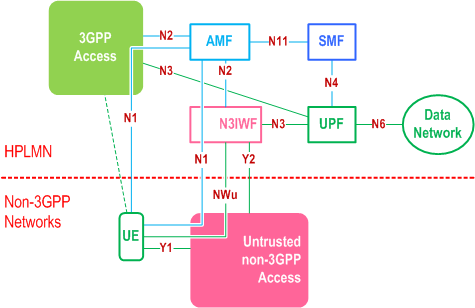 3GPP
Access
N2
AMF
N11
SMF
N3
N2
N4
N1
N3IWF
N3
UPF
N6
Data
Network
HPLMN
N1
Y2
Non-3GPP
Networks
NWu
UE
Y1
Untrusted
non-3GPP
Access